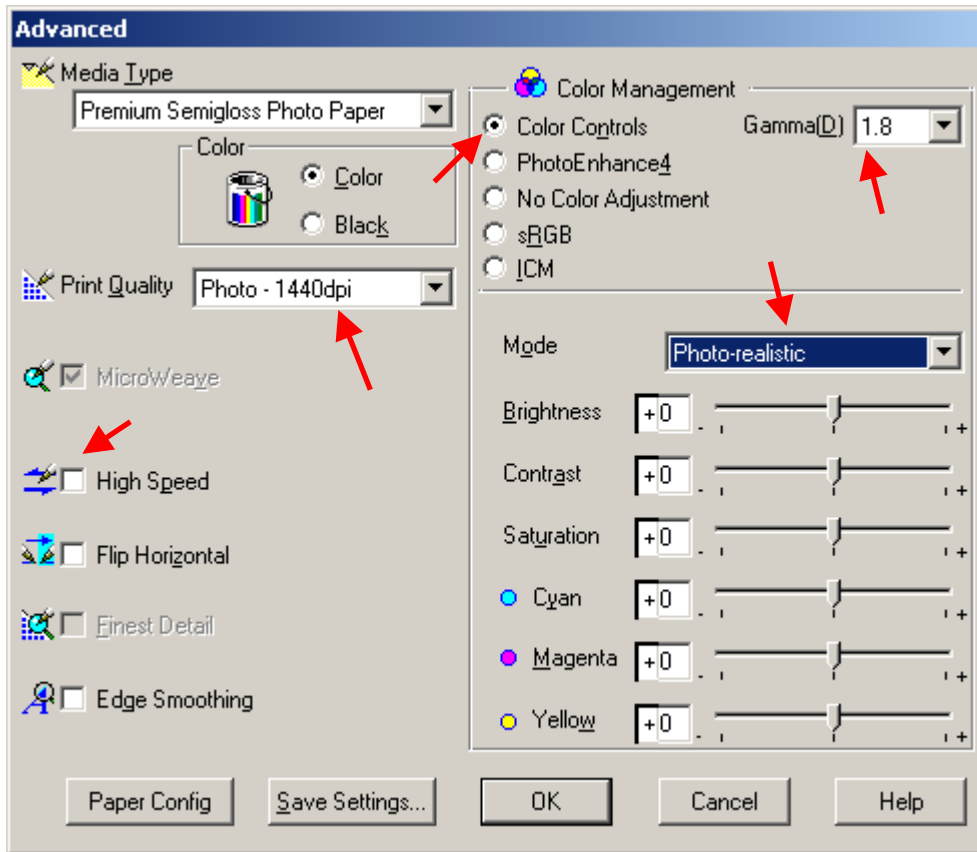 Advanced
Media Type
Premium Semigloss Photo Paper
Color
Color
Black
Print Quality
Photo - 1440dpi
MicroWeave
High Speed
Flip Horizontal
Finest Detail
Edge Smoothing
Color Management
Color Controls
Gamma(D)
1.8
PhotoEnhance4
No Color Adjustment
sRGB
ICM
Mode
Photo-realistic
Brightness +0 - +
Contrast +0 - +
Saturation +0 - +
Cyan +0 - +
Magenta +0 - +
Yellow +0 - +
Paper Config
Save Settings...
OK
Cancel
Help